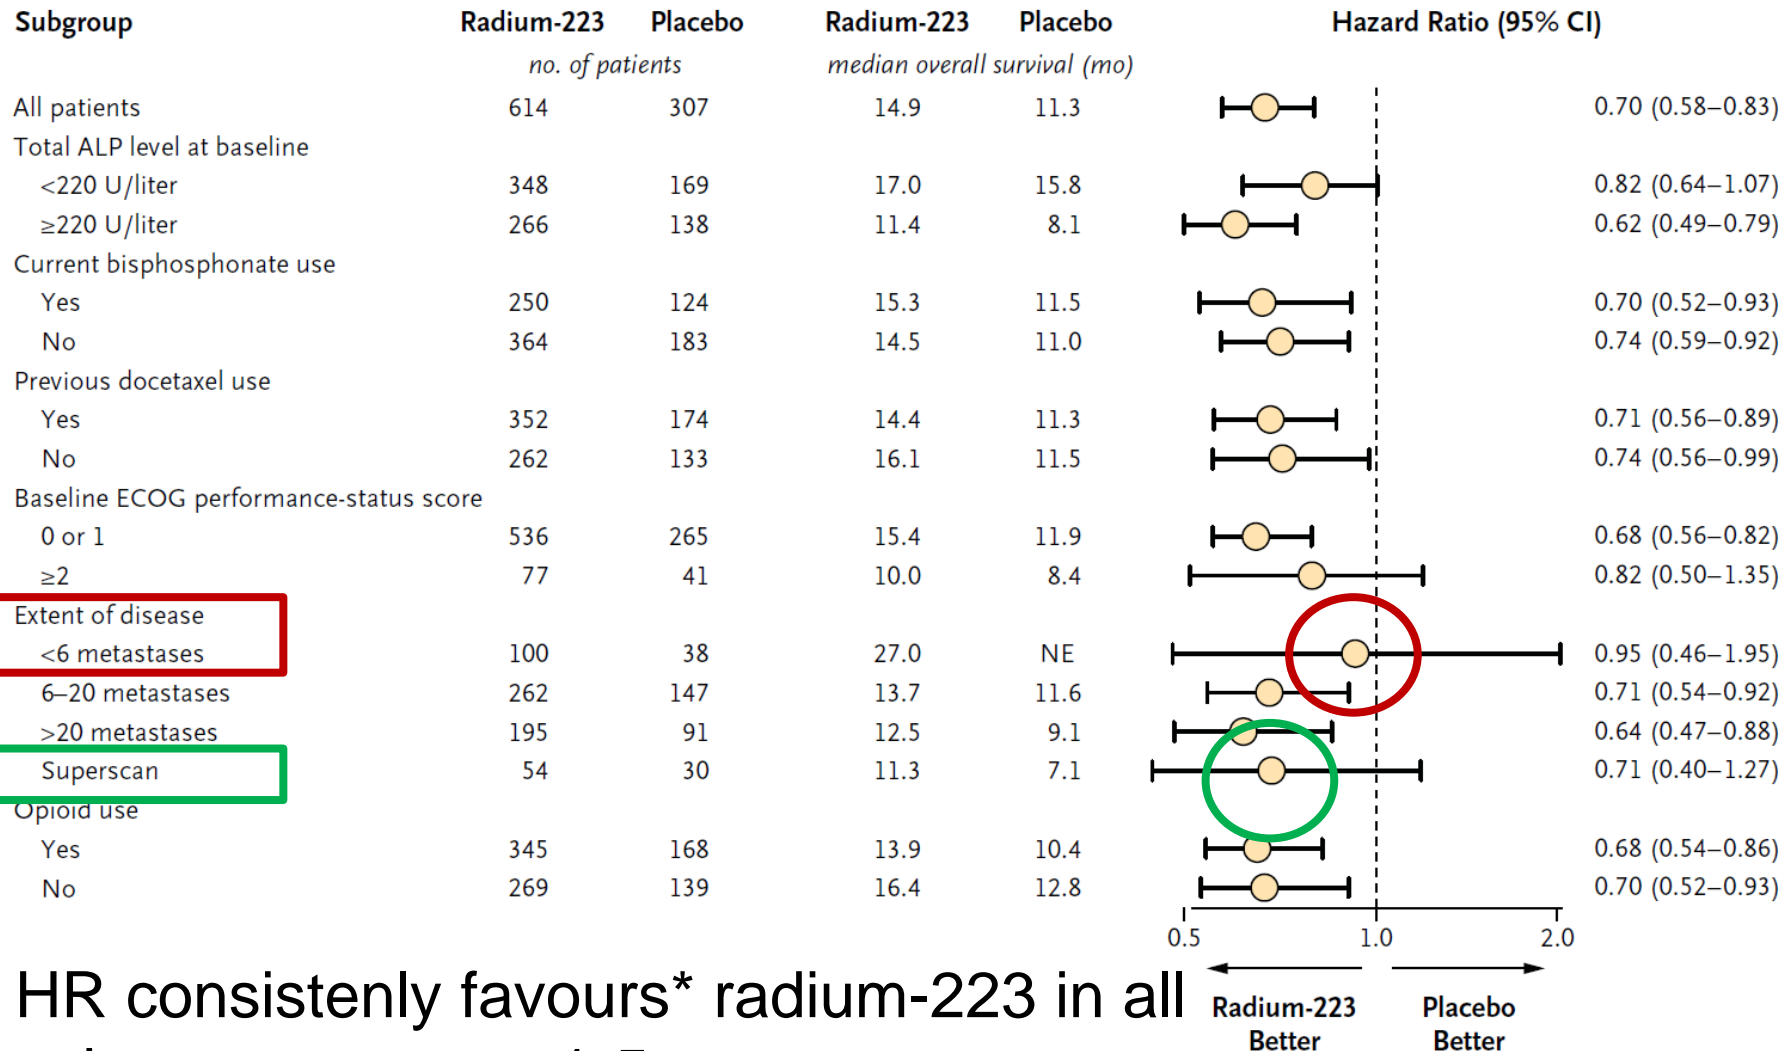 Subgroup Radium-223 Placebo Radium-223 Placebo Hazard Ratio (95% CI)
no. of patients median overall survival (mo)
All patients 614 307 14.9 11.3 0.70 (0.58–0.83)
Total ALP level at baseline
<220 U/liter 348 169 17.0 15.8 0.82 (0.64–1.07)
≥220 U/liter 266 138 11.4 8.1 0.62 (0.49–0.79)
Current bisphosphonate use
Yes 250 124 15.3 11.5 0.70 (0.52–0.93)
No 364 183 14.5 11.0 0.74 (0.59–0.92)
Previous docetaxel use
Yes 352 174 14.4 11.3 0.71 (0.56–0.89)
No 262 133 16.1 11.5 0.74 (0.56–0.99)
Baseline ECOG performance-status score
0 or 1 536 265 15.4 11.9 0.68 (0.56–0.82)
≥2 77 41 10.0 8.4 0.82 (0.50–1.35)
Extent of disease
<6 metastases 100 38 27.0 NE 0.95 (0.46–1.95)
6–20 metastases 262 147 13.7 11.6 0.71 (0.54–0.92)
>20 metastases 195 91 12.5 9.1 0.64 (0.47–0.88)
Superscan 54 30 11.3 7.1 0.71 (0.40–1.27)
Opioid use
Yes 345 168 13.9 10.4 0.68 (0.54–0.86)
No 269 139 16.4 12.8 0.70 (0.52–0.93)
0.5 1.0 2.0
HR consistenly favours* radium-223 in all
Radium-223 Placebo
Better Better